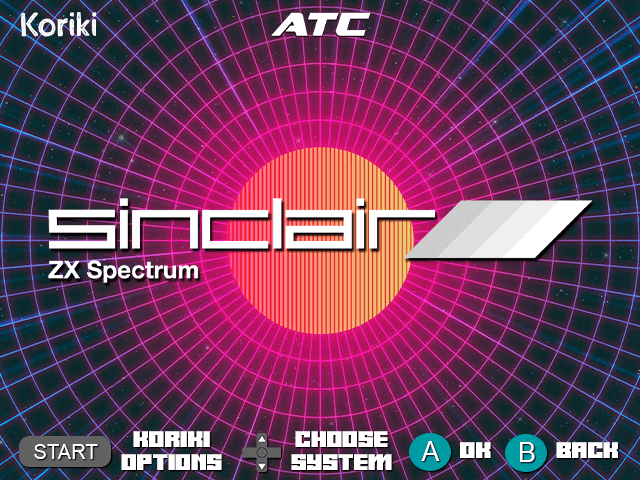 Koriki
ATC
sinclair
ZX Spectrum
START
KORIKI
OPTIONS
CHOOSE
SYSTEM
A
OK
B
BACK